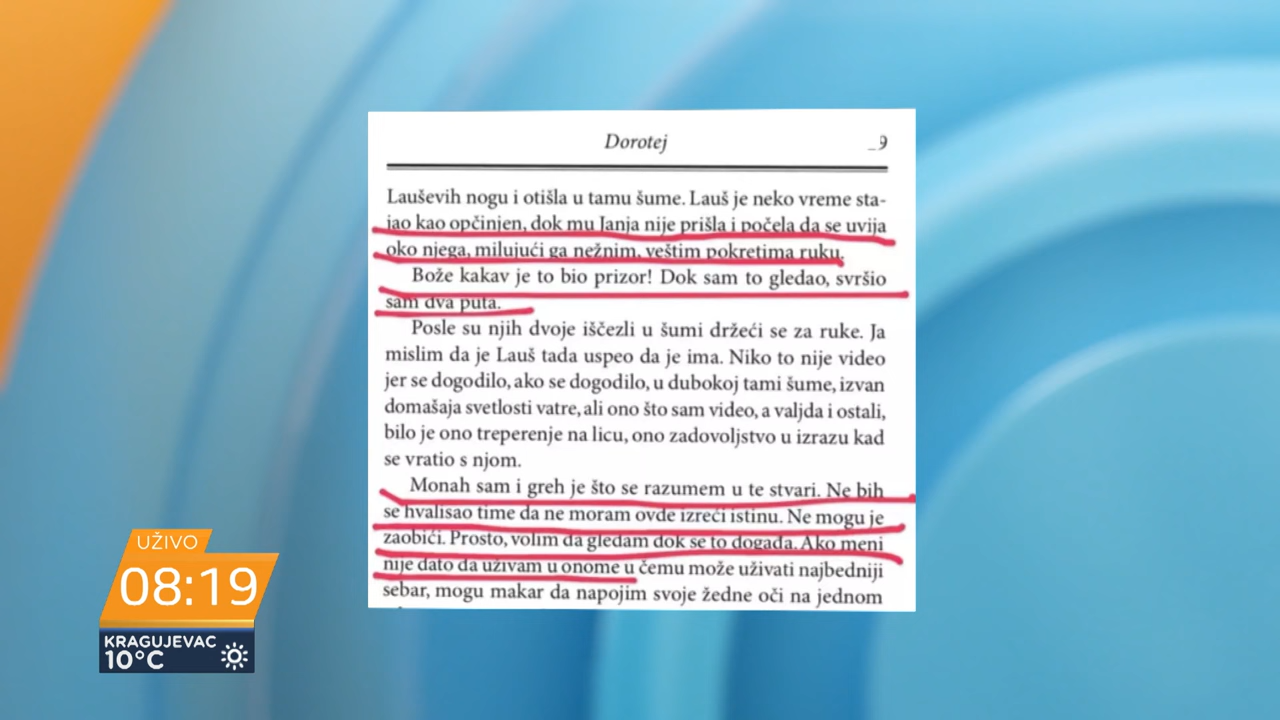 Dorotej
_9
Lauševih nogu i otišla u tamu šume. Lauš je neko vreme sta-
jao kao opčinjen, dok mu Janja nije prišla i počela da se uvija
oko njega, milujući ga nežnim, veštim pokretima ruku.
Bože kakav je to bio prizor! Dok sam to gledao, svršio
sam dva puta.
Posle su njih dvoje iščezli u šumi držeći se za ruke. Ja
mislim da je Lauš tada uspeo da je ima. Niko to nije video
jer se dogodilo, ako se dogodilo, u dubokoj tami šume, izvan
domašaja svetlosti vatre, ali ono što sam video, a valjda i ostali,
bilo je ono treperenje na licu, ono zadovoljstvo u izrazu kad
se vratio s njom.
Monah sam i greh je što se razumem u te stvari. Ne bih
se hvalisao time da ne moram ovde izreći istinu. Ne mogu je
zaobići. Prosto, volim da gledam dok se to događa. Ako meni
nije dato da uživam u onome u čemu može uživati najbedniji
sebar, mogu makar da napojim svoje žedne oči na jednom
UŽIVO
08:19
KRAGUJEVAC
10°C